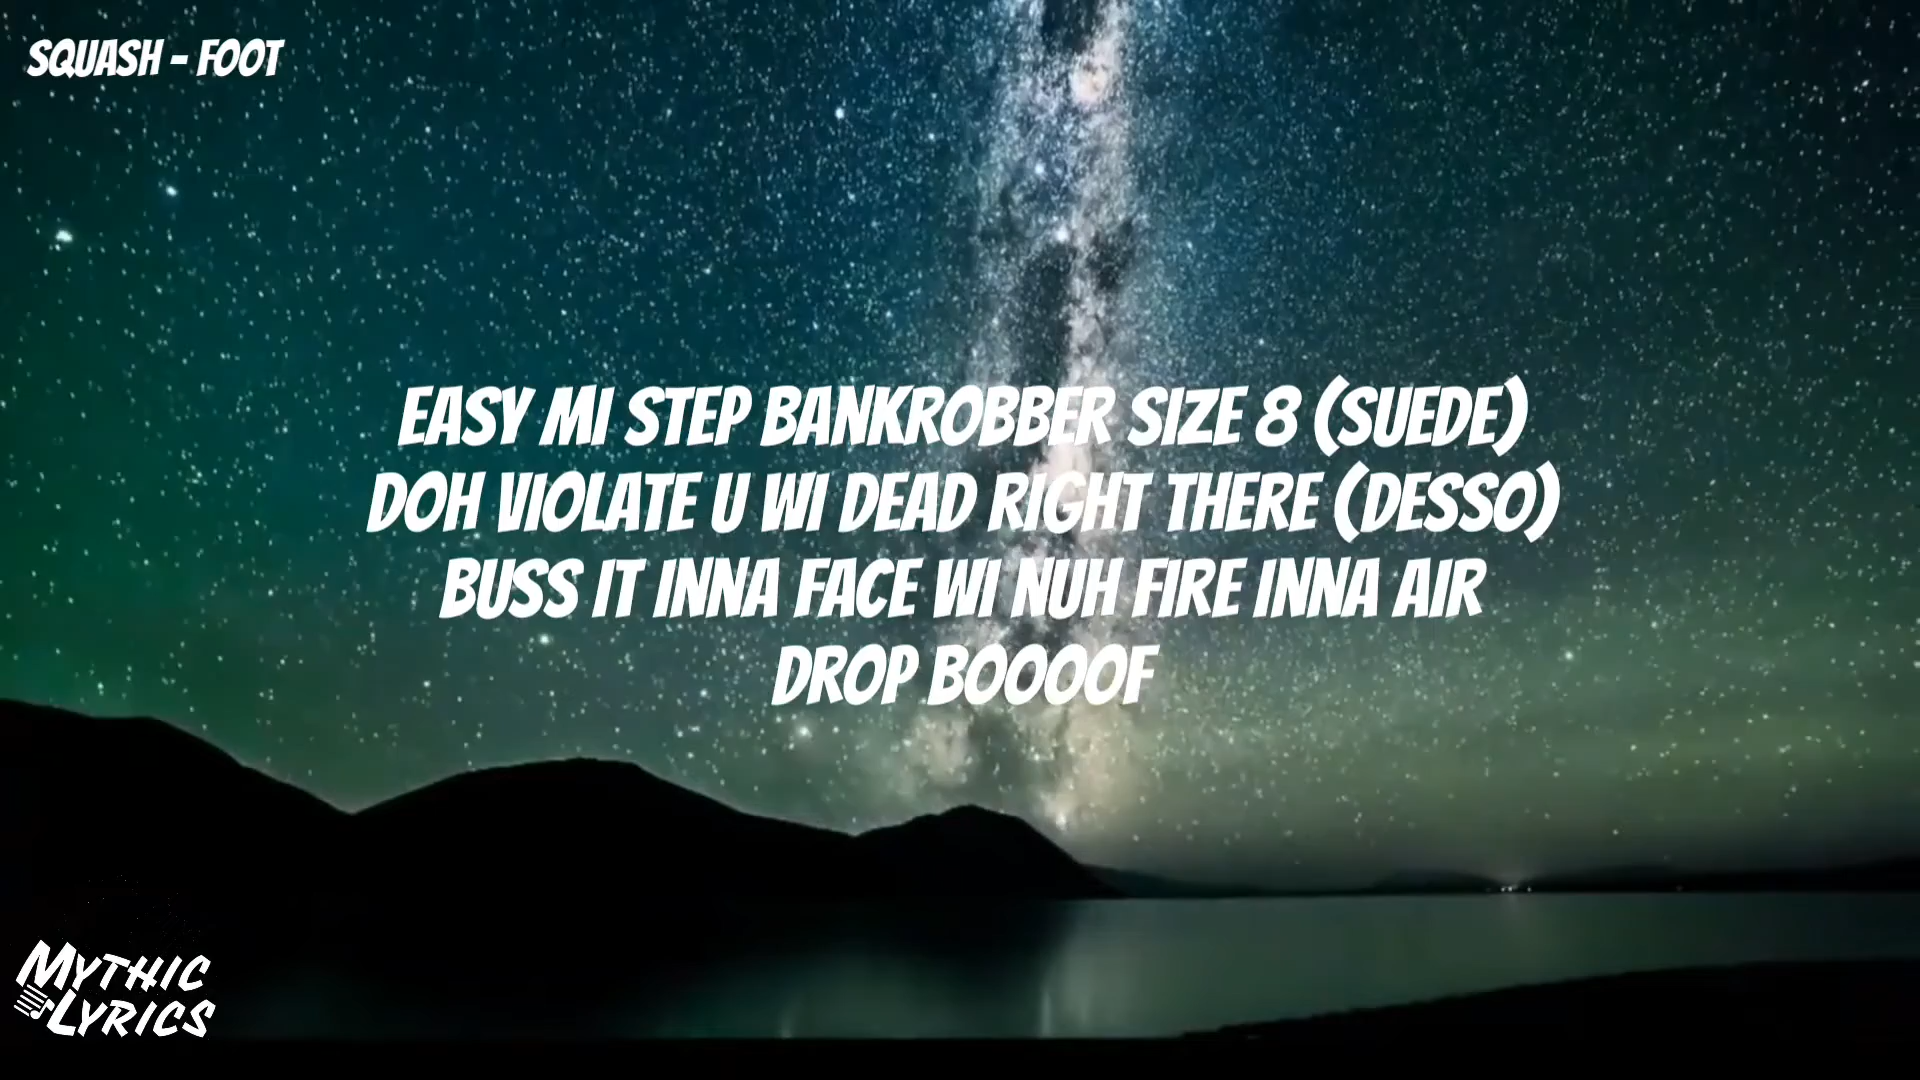 SQUASH - FOOT
EASY MI STEP BANKROBBER SIZE 8 (SUEDE)
DOH VIOLATE U WI DEAD RIGHT THERE (DESSO)
BUSS IT INNA FACE WI NUH FIRE INNA AIR
DROP BOOOOF
MYTHIC
LYRICS